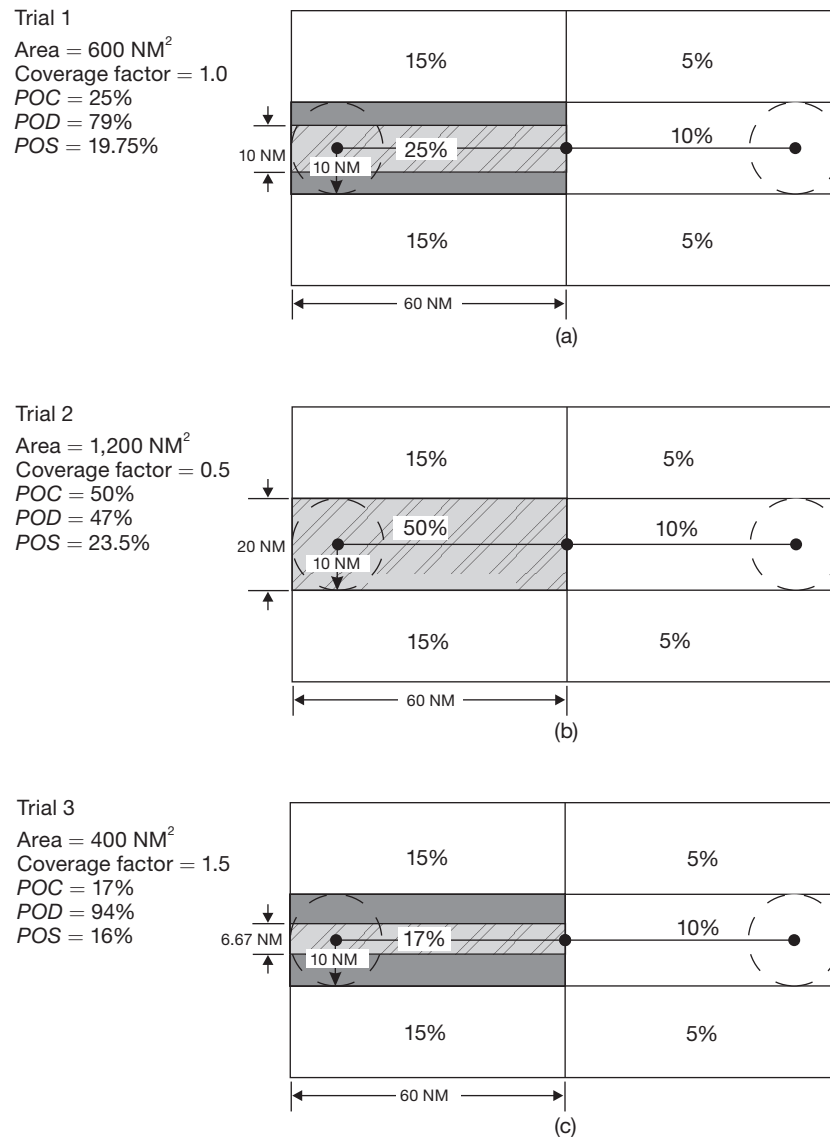 Trial 1
Area = 600 NM²
Coverage factor = 1.0
POC = 25%
POD = 79%
POS = 19.75%
15%
5%
10 NM
25%
10%
10 NM
15%
5%
60 NM
(a)
Trial 2
Area = 1,200 NM²
Coverage factor = 0.5
POC = 50%
POD = 47%
POS = 23.5%
15%
5%
20 NM
50%
10%
10 NM
15%
5%
60 NM
(b)
Trial 3
Area = 400 NM²
Coverage factor = 1.5
POC = 17%
POD = 94%
POS = 16%
15%
5%
6.67 NM
17%
10%
10 NM
15%
5%
60 NM
(c)